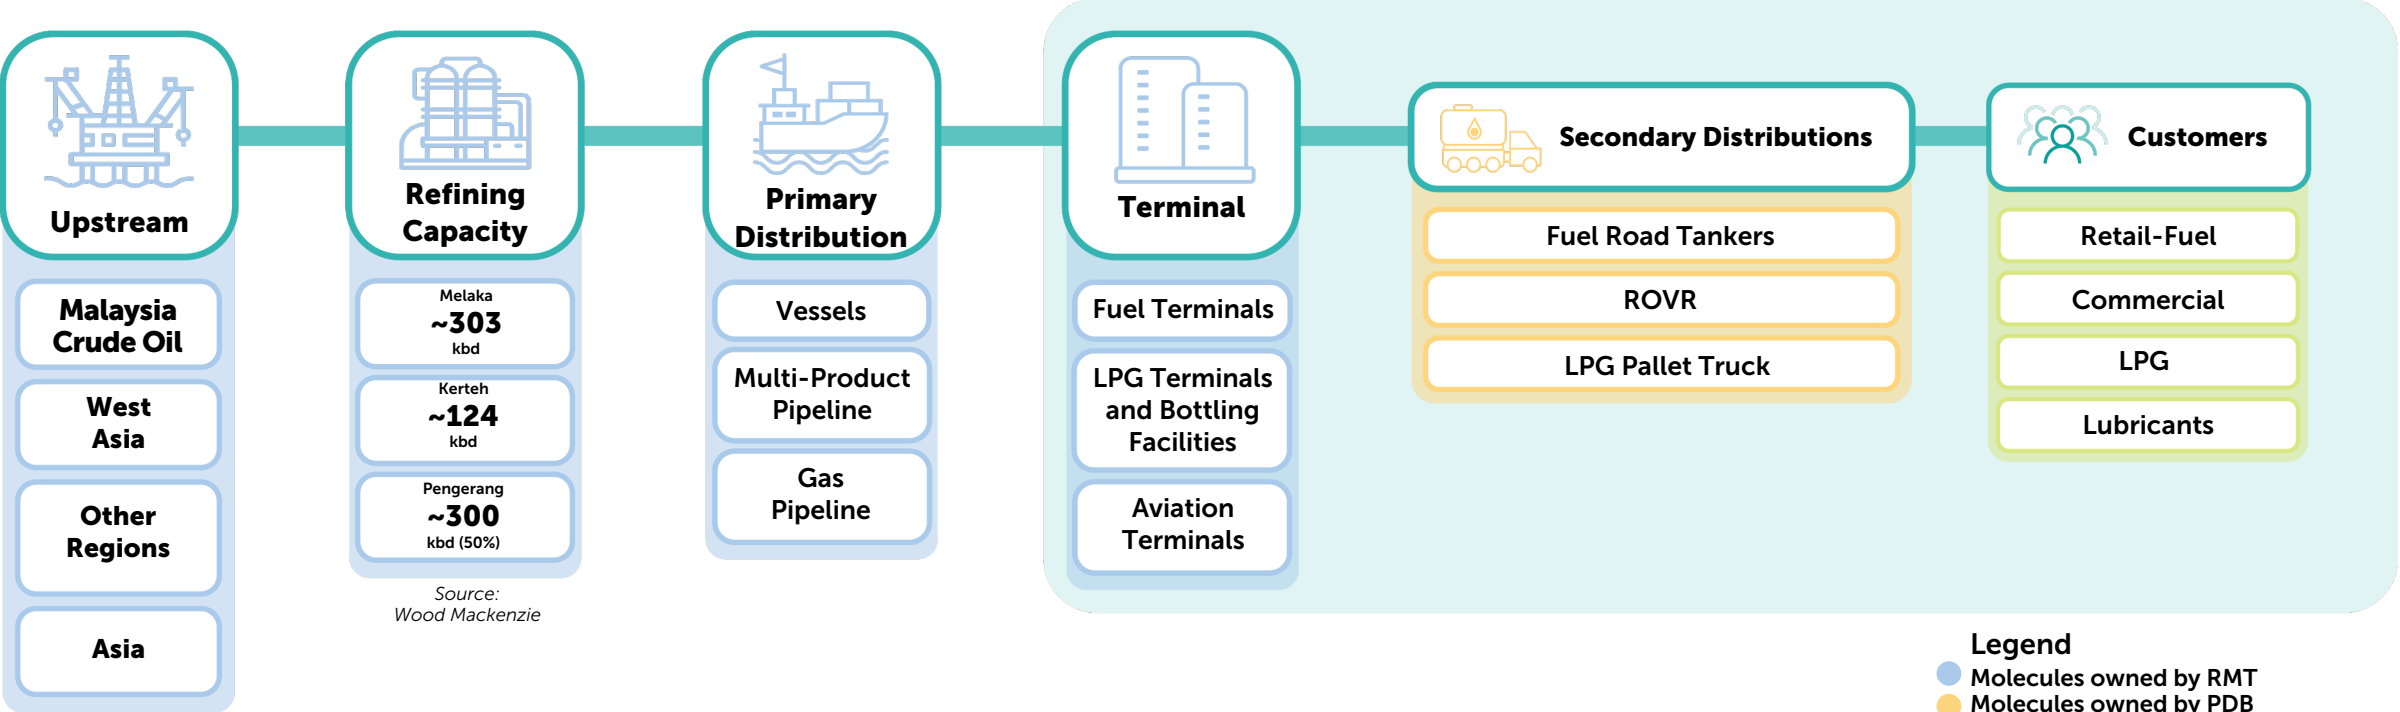 Upstream
Malaysia
Crude Oil
West
Asia
Other
Regions
Asia
Refining
Capacity
Melaka
~303
kbd
Kerteh
~124
kbd
Pengerang
~300
kbd (50%)
Source:
Wood Mackenzie
Primary
Distribution
Vessels
Multi-Product
Pipeline
Gas
Pipeline
Terminal
Fuel Terminals
LPG Terminals
and Bottling
Facilities
Aviation
Terminals
Secondary Distributions
Fuel Road Tankers
ROVR
LPG Pallet Truck
Customers
Retail-Fuel
Commercial
LPG
Lubricants
Legend
Molecules owned by RMT
Molecules owned by PDB